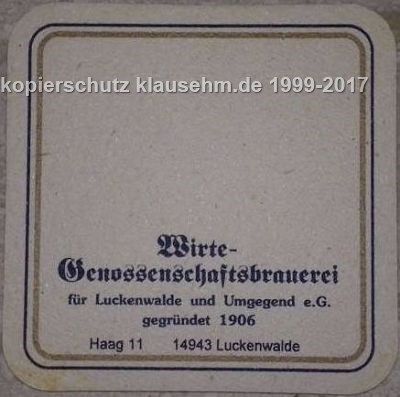 kopierschutz klausehm.de 1999-2017
Wirte-
Genossenschaftsbrauerei
für Luckenwalde und Umgegend e.G.
gegründet 1906
Haag 11 14943 Luckenwalde